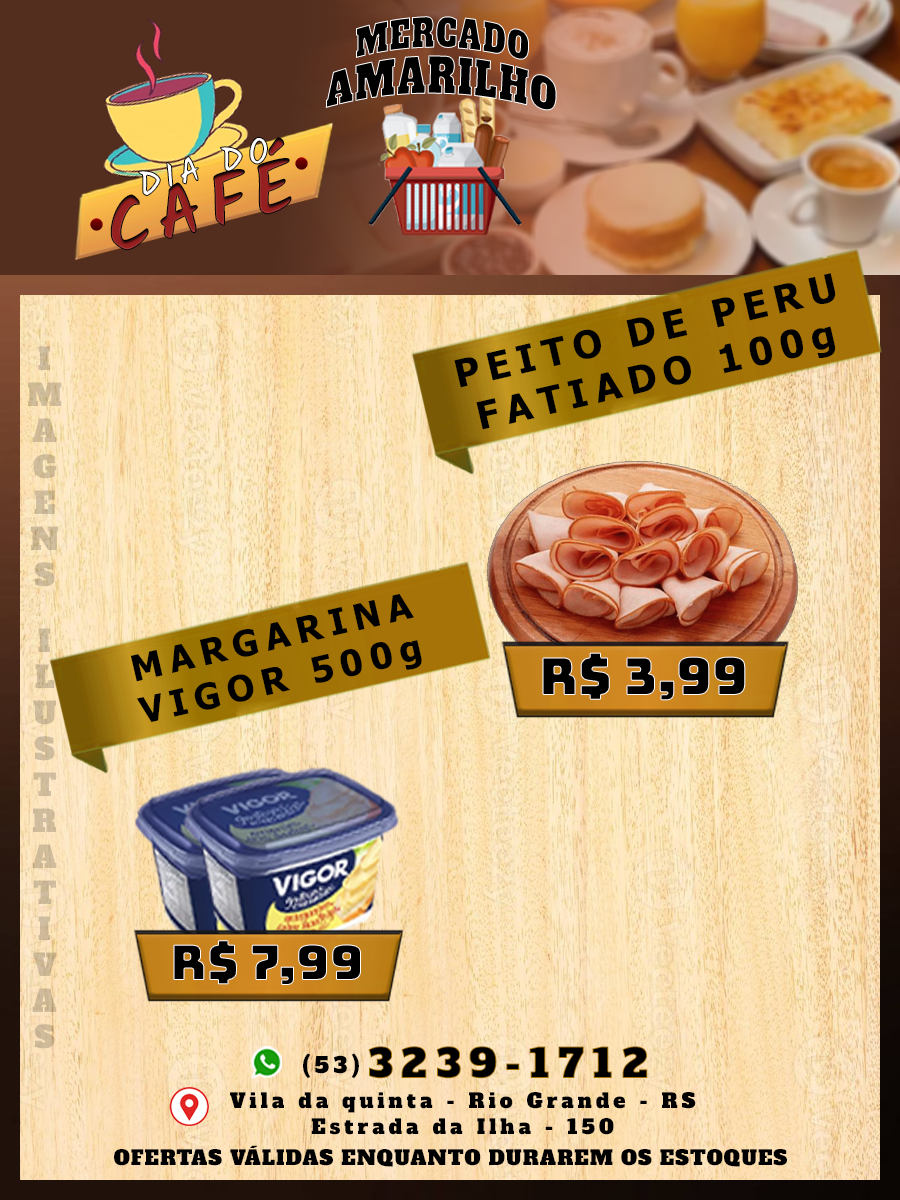 MERCADO
AMARILHO
DIA DO
CAFÉ
PEITO DE PERU
FATIADO 100g
R$ 3,99
IMAGENS ILUSTRATIVAS
MARGARINA
VIGOR 500g
VIGOR
VIGOR
R$ 7,99
(53) 3239-1712
Vila da quinta - Rio Grande - RS
Estrada da Ilha - 150
OFERTAS VÁLIDAS ENQUANTO DURAREM OS ESTOQUES